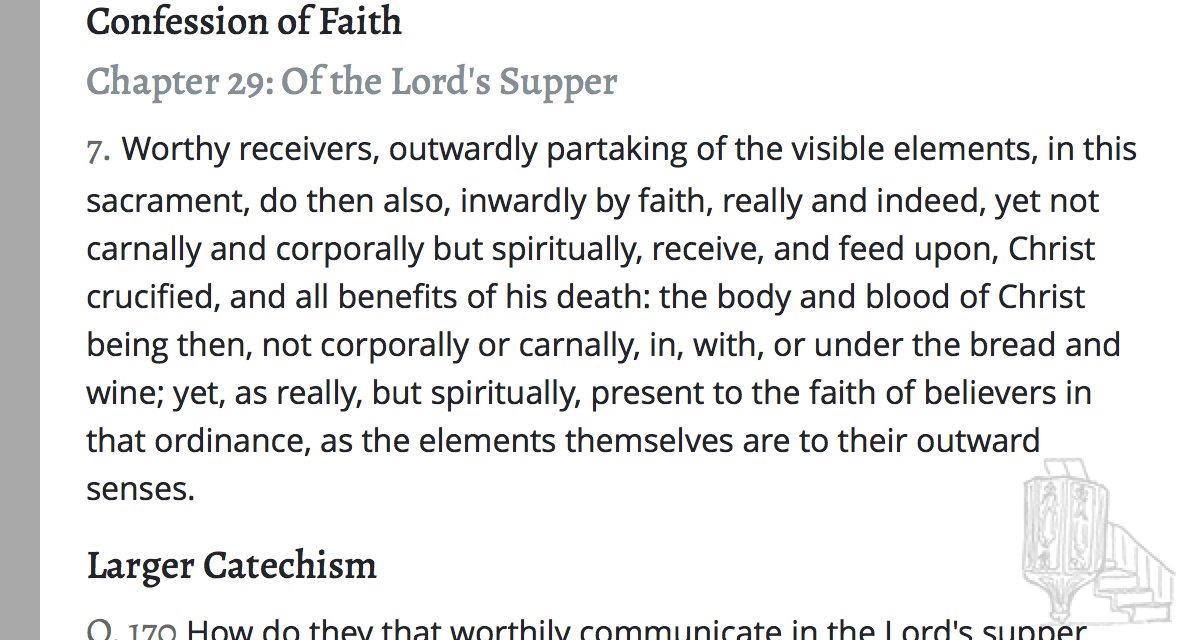 Confession of Faith
Chapter 29: Of the Lord's Supper
7. Worthy receivers, outwardly partaking of the visible elements, in this
sacrament, do then also, inwardly by faith, really and indeed, yet not
carnally and corporally but spiritually, receive, and feed upon, Christ
crucified, and all benefits of his death: the body and blood of Christ
being then, not corporally or carnally, in, with, or under the bread and
wine; yet, as really, but spiritually, present to the faith of believers in
that ordinance, as the elements themselves are to their outward
senses.
Larger Catechism
Q. 170 How do they that worthily communicate in the Lord's supper